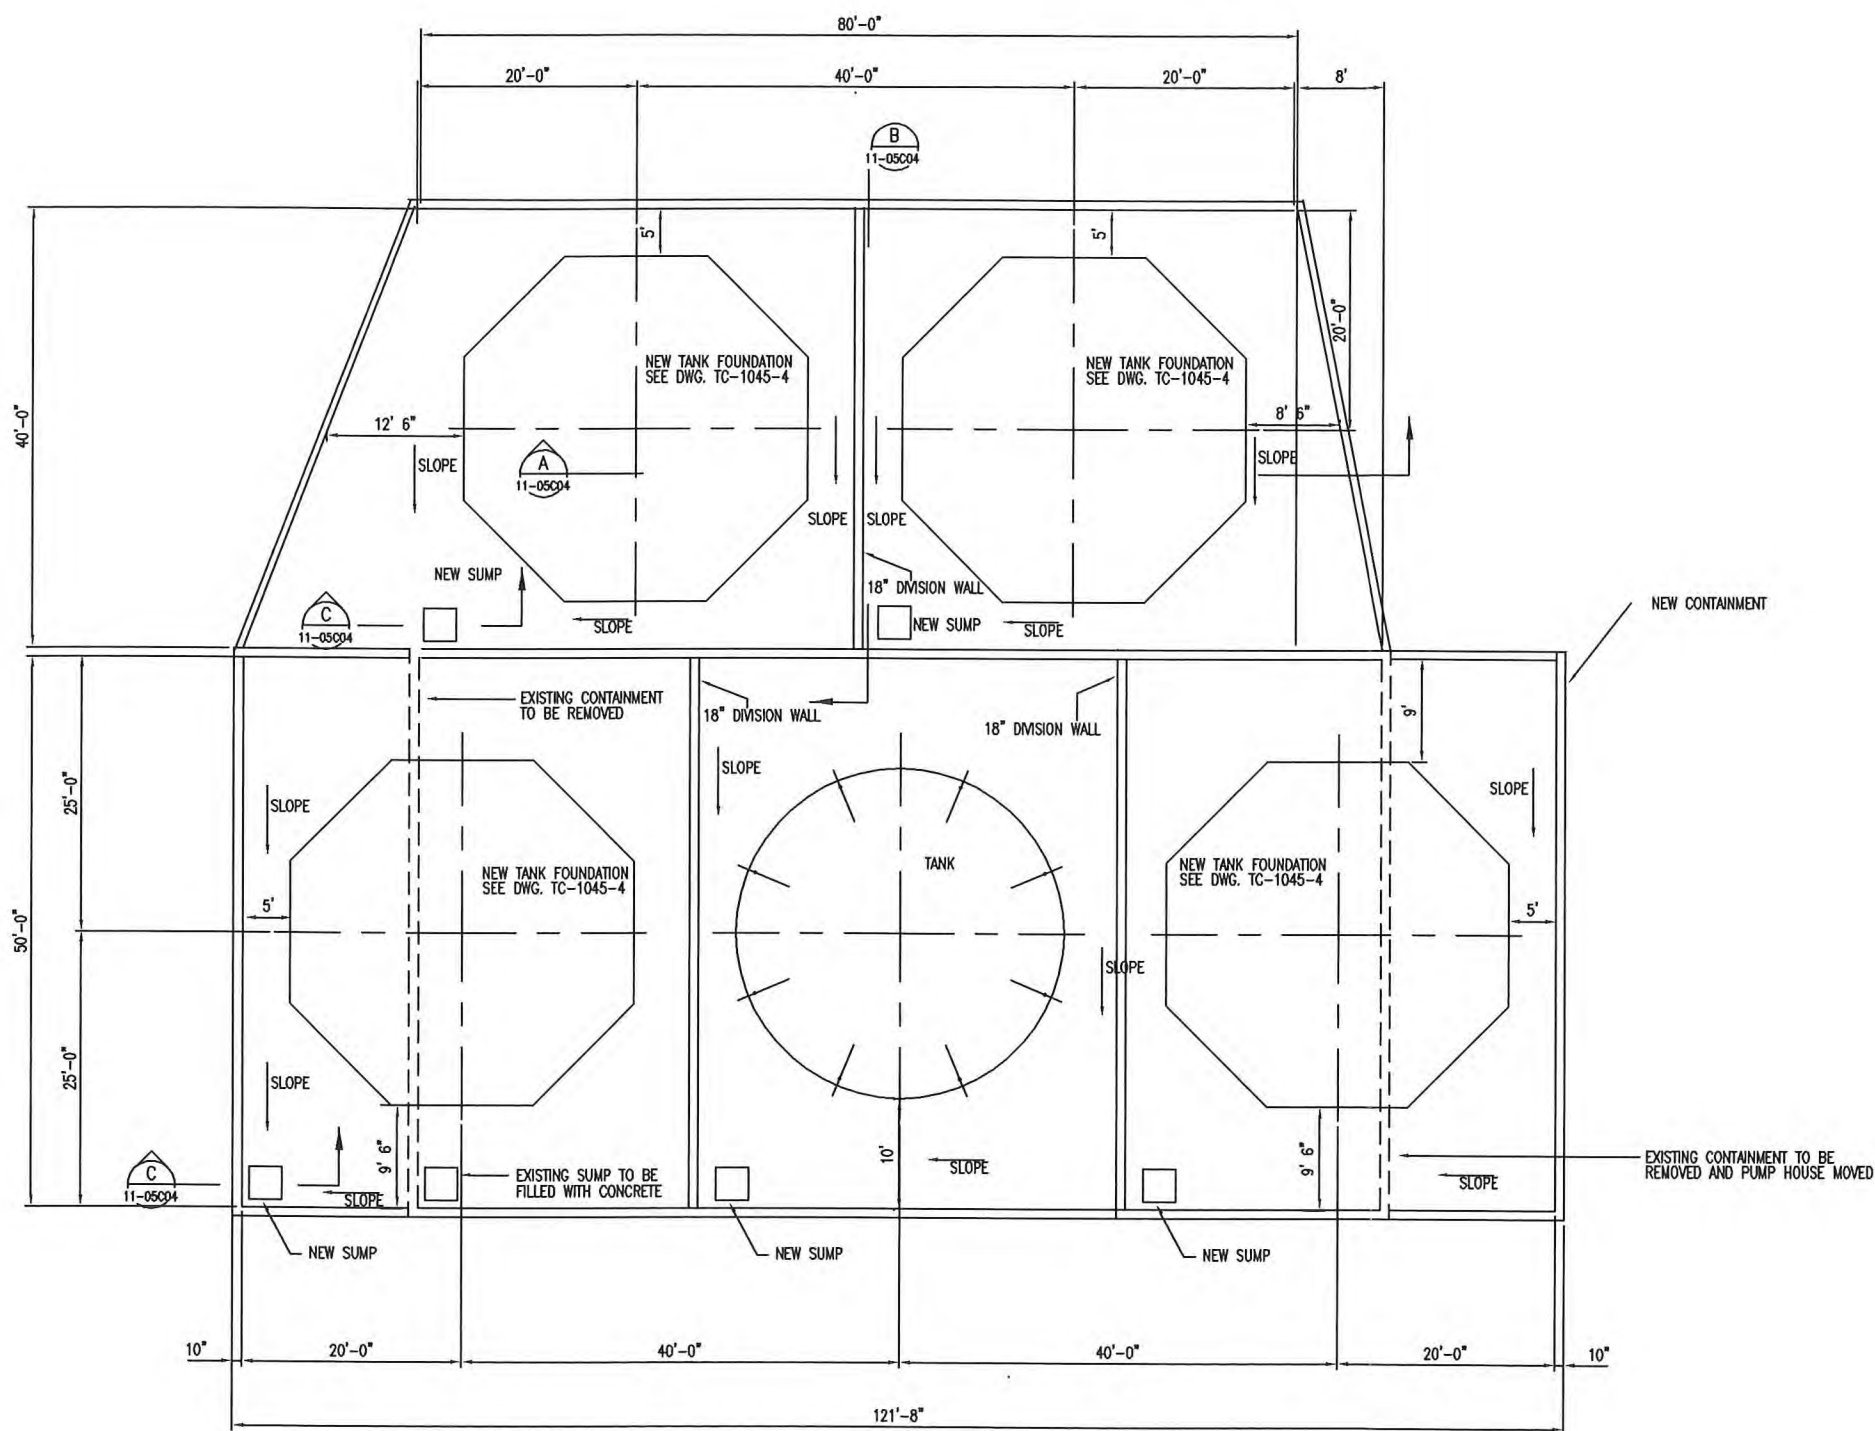 80'-0"
20'-0"
40'-0"
20'-0"
8'
B
11-05C04
5'
5'
20'-0"
NEW TANK FOUNDATION
SEE DWG. TC-1045-4
NEW TANK FOUNDATION
SEE DWG. TC-1045-4
40'-0"
12' 6"
8' 6"
A
11-05C04
SLOPE
SLOPE
SLOPE
SLOPE
NEW SUMP
18" DIVISION WALL
C
11-05C04
SLOPE
NEW SUMP
SLOPE
NEW CONTAINMENT
EXISTING CONTAINMENT
TO BE REMOVED
18" DIVISION WALL
18" DIVISION WALL
9'
25'-0"
SLOPE
SLOPE
SLOPE
TANK
NEW TANK FOUNDATION
SEE DWG. TC-1045-4
NEW TANK FOUNDATION
SEE DWG. TC-1045-4
5'
5'
50'-0"
SLOPE
25'-0"
SLOPE
9' 6"
10'
9' 6"
C
11-05C04
SLOPE
EXISTING SUMP TO BE
FILLED WITH CONCRETE
SLOPE
EXISTING CONTAINMENT TO BE
REMOVED AND PUMP HOUSE MOVED
SLOPE
NEW SUMP
NEW SUMP
NEW SUMP
10"
20'-0"
40'-0"
40'-0"
20'-0"
10"
121'-8"